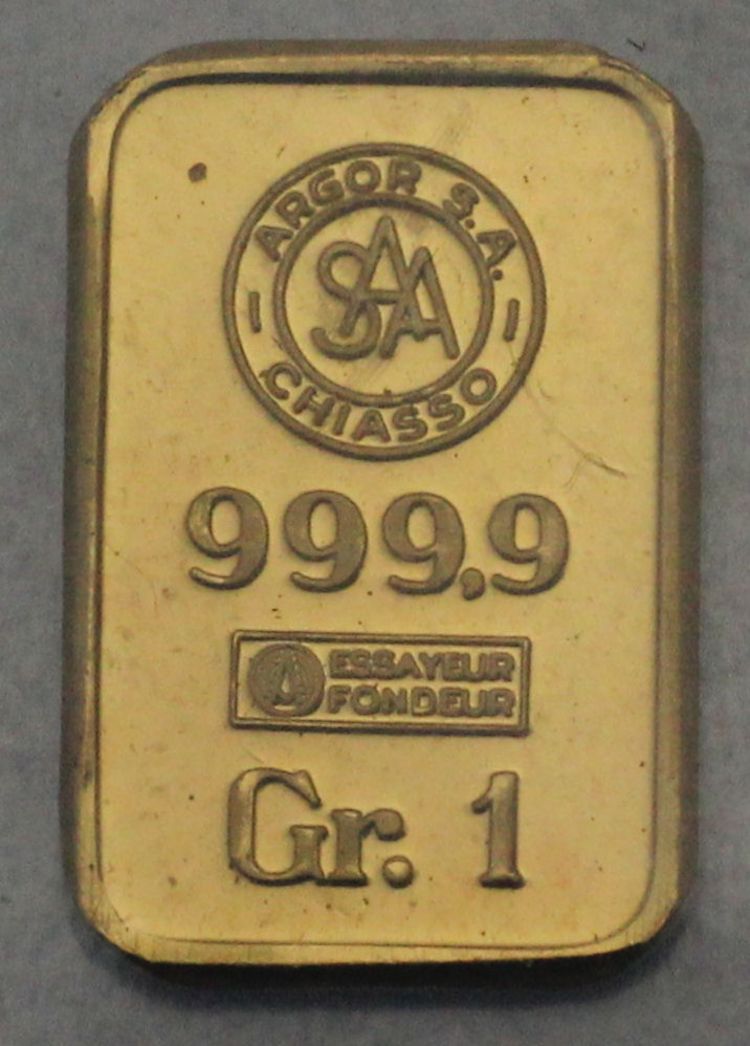 ARGOR S.A.
SAA
CHIASSO
999,9
ESSAYEUR
FONDEUR
Gr. 1